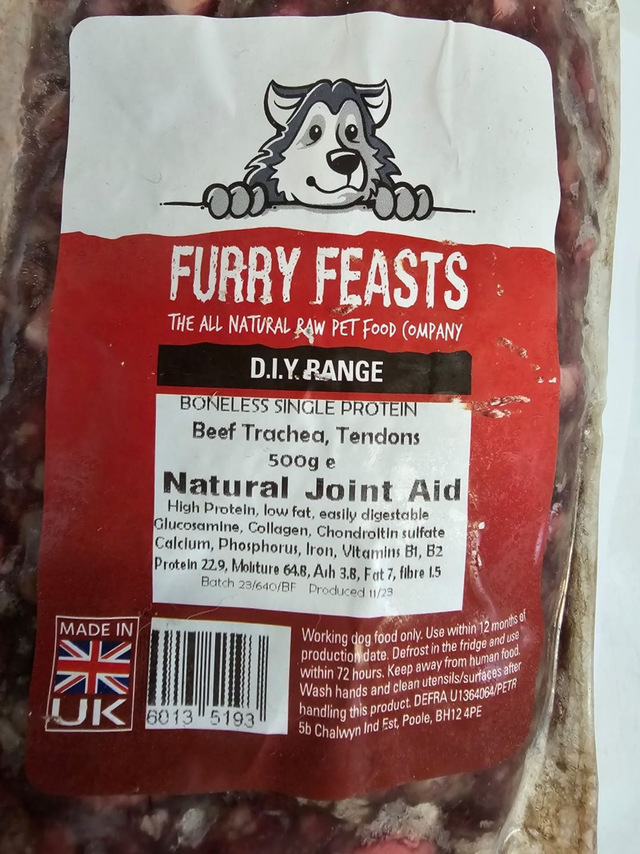 FURRY FEASTS
THE ALL NATURAL RAW PET FOOD COMPANY
D.I.Y. RANGE
BONELESS SINGLE PROTEIN
Beef Trachea, Tendons
500g e
Natural Joint Aid
High Protein, low fat, easily digestable
Glucosamine, Collagen, Chondroitin sulfate
Calcium, Phosphorus, Iron, Vitamins B1, B2
Protein 22.9, Moisture 64.8, Ash 3.8, Fat 7, fibre 1.5
Batch 23/640/BF Produced 11/23
MADE IN
UK
6013 5193
Working dog food only. Use within 12 months of
production date. Defrost in the fridge and use
within 72 hours. Keep away from human food.
Wash hands and clean utensils/surfaces after
handling this product. DEFRA U1364064/PETR
5b Chalwyn Ind Est, Poole, BH12 4PE